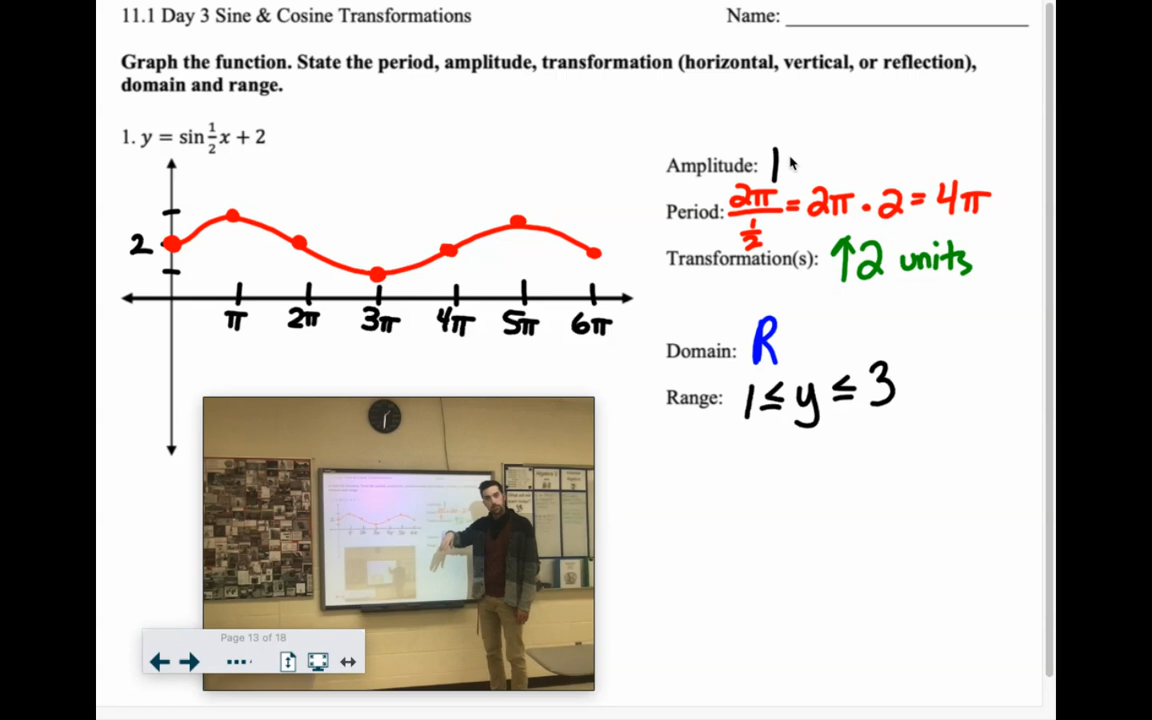 11.1 Day 3 Sine & Cosine Transformations Name:
Graph the function. State the period, amplitude, transformation (horizontal, vertical, or reflection),
domain and range.
1. y = sin 1/2 x + 2
2
π 2π 3π 4π 5π 6π
Amplitude: 1
Period: 2π / 1/2 = 2π · 2 = 4π
Transformation(s): ↑2 units
Domain: R
Range: 1 ≤ y ≤ 3
Page 13 of 18